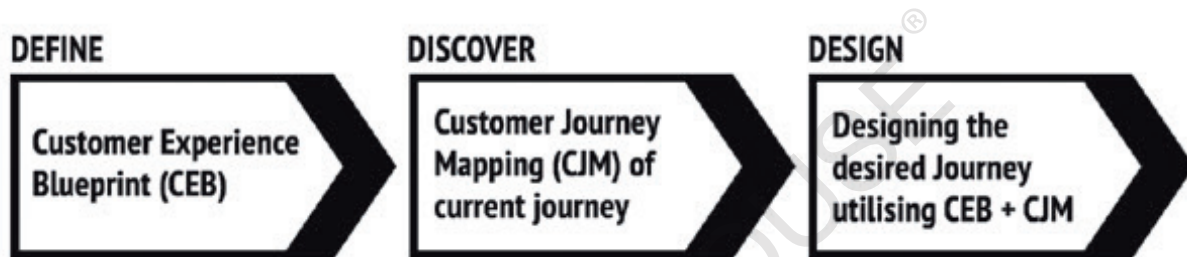 DEFINE
Customer Experience
Blueprint (CEB)
DISCOVER
Customer Journey
Mapping (CJM) of
current journey
DESIGN
Designing the
desired Journey
utilising CEB + CJM
®